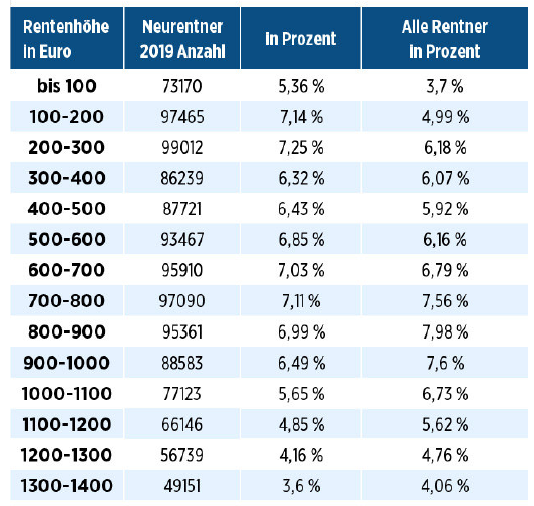 Rentenhöhe in Euro Neurentner 2019 Anzahl In Prozent Alle Rentner In Prozent
bis 100 73170 5,36 % 3,7 %
100-200 97465 7,14 % 4,99 %
200-300 99012 7,25 % 6,18 %
300-400 86239 6,32 % 6,07 %
400-500 87721 6,43 % 5,92 %
500-600 93467 6,85 % 6,16 %
600-700 95910 7,03 % 6,79 %
700-800 97090 7,11 % 7,56 %
800-900 95361 6,99 % 7,98 %
900-1000 88583 6,49 % 7,6 %
1000-1100 77123 5,65 % 6,73 %
1100-1200 66146 4,85 % 5,62 %
1200-1300 56739 4,16 % 4,76 %
1300-1400 49151 3,6 % 4,06 %